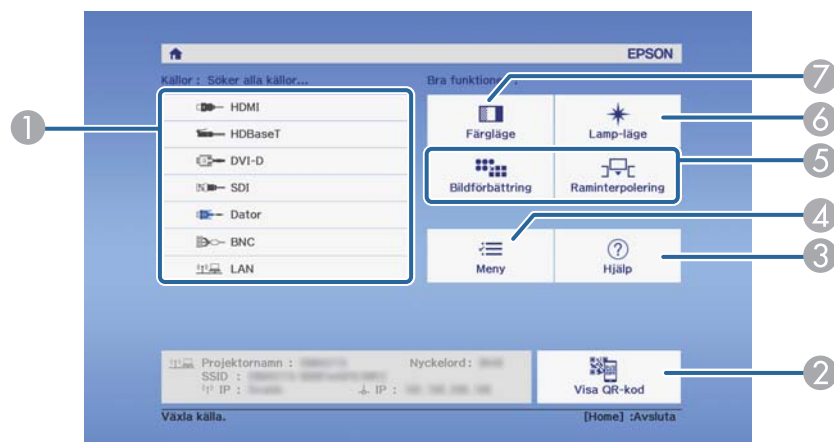 EPSON
Källor : Söker alla källor...
Bra funktioner.
HDMI
HDBaseT
DVI-D
SDI
Dator
BNC
LAN
Färgläge
Lamp-läge
Bildförbättring
Raminterpolering
Meny
Hjälp
Projektornamn :
Nyckelord :
SSID :
IP :
IP :
Visa QR-kod
Växla källa.
[Home] :Avsluta
1
7
6
5
4
3
2